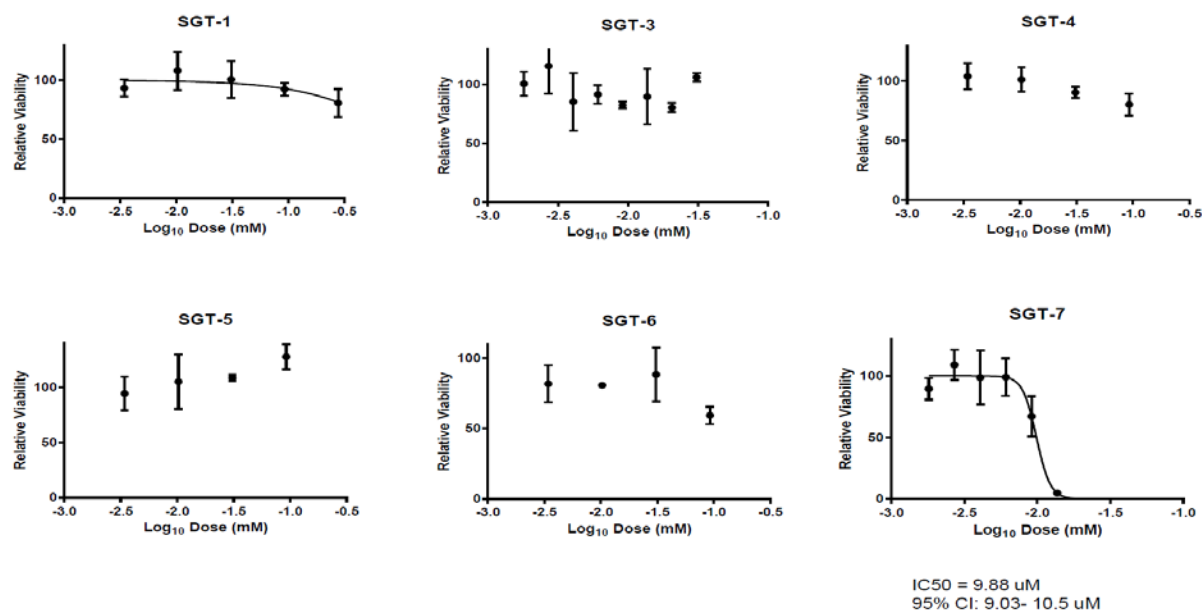 SGT-1
Relative Viability
100
50
0
-3.0 -2.5 -2.0 -1.5 -1.0 -0.5
Log₁₀ Dose (mM)
SGT-3
Relative Viability
100
50
0
-3.0 -2.5 -2.0 -1.5 -1.0
Log₁₀ Dose (mM)
SGT-4
Relative Viability
100
50
0
-3.0 -2.5 -2.0 -1.5 -1.0 -0.5
Log₁₀ Dose (mM)
SGT-5
Relative Viability
100
50
0
-3.0 -2.5 -2.0 -1.5 -1.0 -0.5
Log₁₀ Dose (mM)
SGT-6
Relative Viability
100
50
0
-3.0 -2.5 -2.0 -1.5 -1.0 -0.5
Log₁₀ Dose (mM)
SGT-7
Relative Viability
100
50
0
-3.0 -2.5 -2.0 -1.5 -1.0
Log₁₀ Dose (mM)
IC50 = 9.88 uM
95% CI: 9.03- 10.5 uM